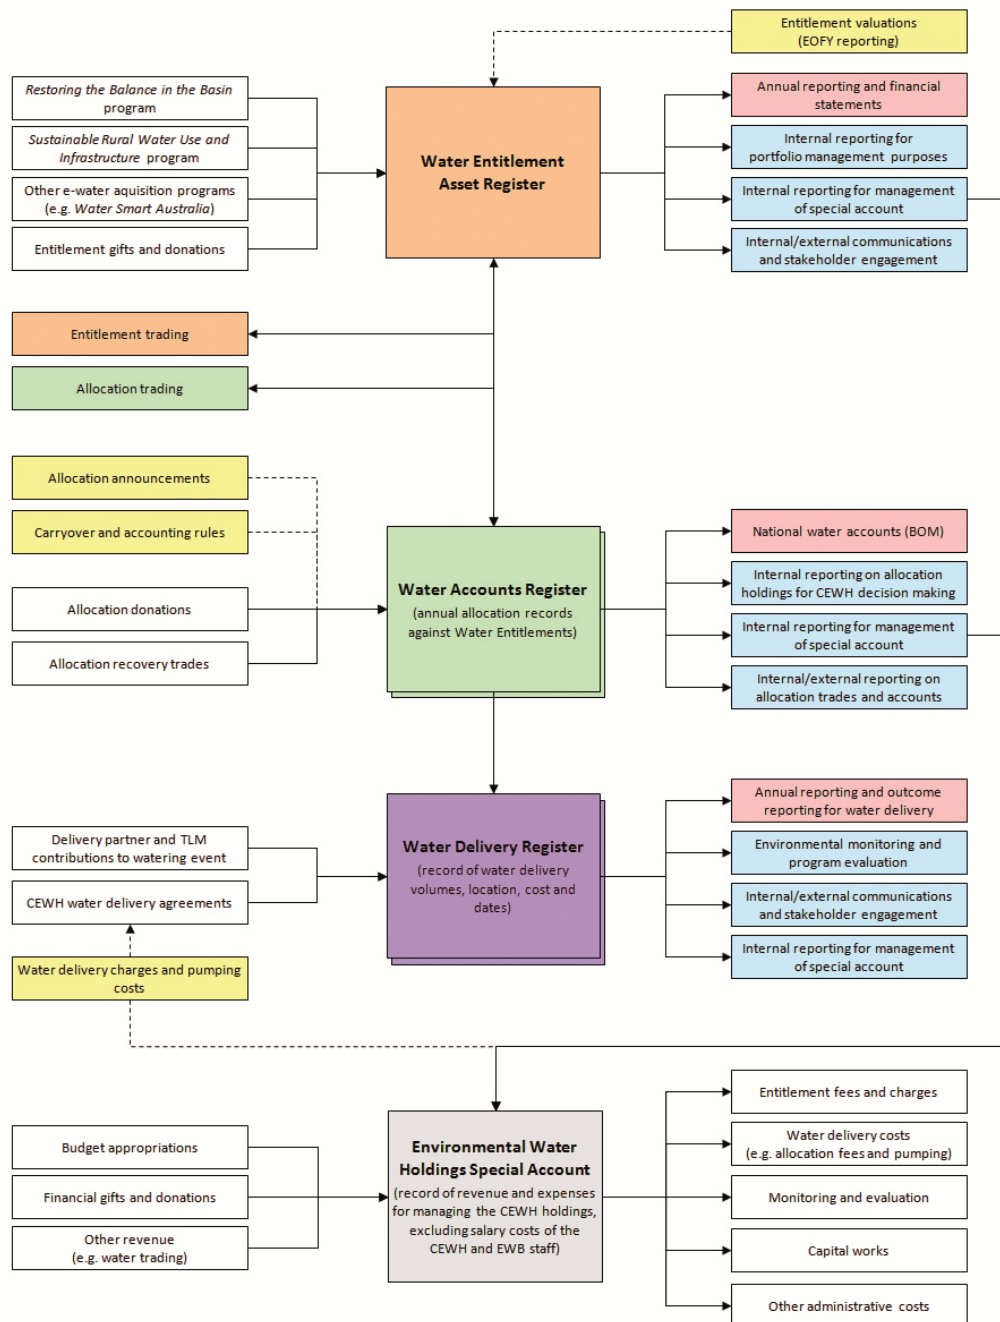 Entitlement valuations
(EOFY reporting)
Restoring the Balance in the Basin
program
Sustainable Rural Water Use and
Infrastructure program
Other e-water aquisition programs
(e.g. Water Smart Australia)
Entitlement gifts and donations
Water Entitlement
Asset Register
Annual reporting and financial
statements
Internal reporting for
portfolio management purposes
Internal reporting for management
of special account
Internal/external communications
and stakeholder engagement
Entitlement trading
Allocation trading
Allocation announcements
Carryover and accounting rules
Allocation donations
Allocation recovery trades
Water Accounts Register
(annual allocation records
against Water Entitlements)
National water accounts (BOM)
Internal reporting on allocation
holdings for CEWH decision making
Internal reporting for management
of special account
Internal/external reporting on
allocation trades and accounts
Delivery partner and TLM
contributions to watering event
CEWH water delivery agreements
Water delivery charges and pumping
costs
Water Delivery Register
(record of water delivery
volumes, location, cost and
dates)
Annual reporting and outcome
reporting for water delivery
Environmental monitoring and
program evaluation
Internal/external communications
and stakeholder engagement
Internal reporting for management
of special account
Budget appropriations
Financial gifts and donations
Other revenue
(e.g. water trading)
Environmental Water
Holdings Special Account
(record of revenue and expenses
for managing the CEWH holdings,
excluding salary costs of the
CEWH and EWB staff)
Entitlement fees and charges
Water delivery costs
(e.g. allocation fees and pumping)
Monitoring and evaluation
Capital works
Other administrative costs